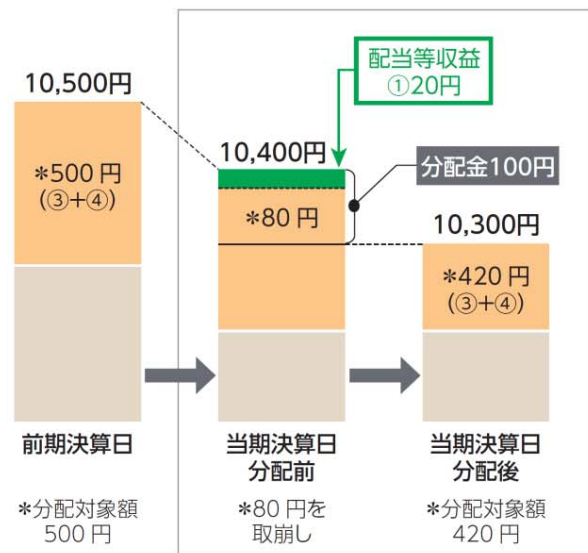 配当等収益
①20円
10,500円
10,400円
分配金100円
*500円
(③+④)
*80円
10,300円
*420円
(③+④)
前期決算日
当期決算日
分配前
当期決算日
分配後
*分配対象額
500円
*80円を
取崩し
*分配対象額
420円